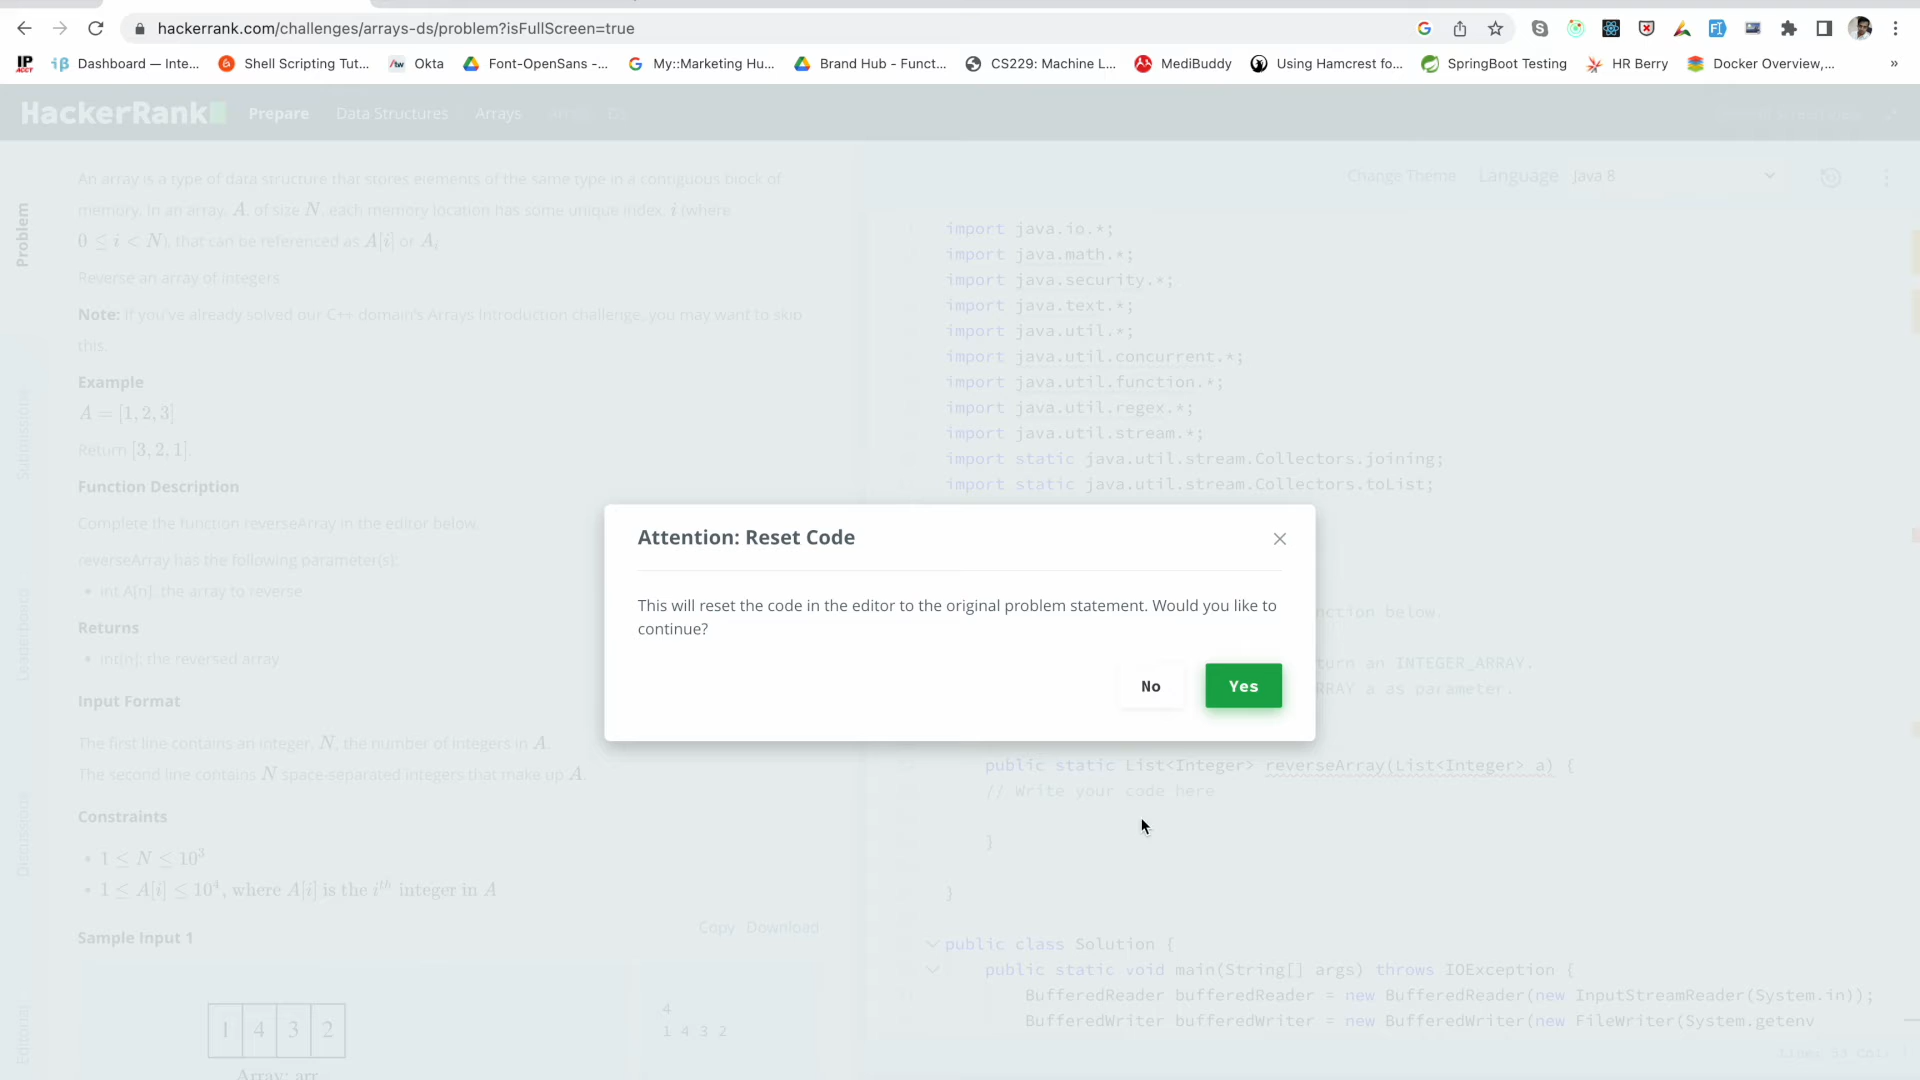 hackerrank.com/challenges/arrays-ds/problem?isFullScreen=true
IP ACCT Dashboard — Inte... Shell Scripting Tut... Okta Font-OpenSans -... My::Marketing Hu... Brand Hub - Funct... CS229: Machine L... MediBuddy Using Hamcrest fo... SpringBoot Testing HR Berry Docker Overview,... »
HackerRank Prepare Data Structures Arrays
Problem
Submissions
Leaderboard
Discussions
Editorial
An array is a type of data structure that stores elements of the same type in a contiguous block of
memory. In an array, A, of size N, each memory location has some unique index, i (where
0 ≤ i < N), that can be referenced as A[i] or Aᵢ
Reverse an array of integers
Note: If you've already solved our C++ domain's Arrays Introduction challenge, you may want to skip
this.
Example
A = [1, 2, 3]
Return [3, 2, 1].
Function Description
Complete the function reverseArray in the editor below.
reverseArray has the following parameter(s):
• int A[n]: the array to reverse
Returns
• int[n]: the reversed array
Input Format
The first line contains an integer, N, the number of integers in A.
The second line contains N space-separated integers that make up A.
Constraints
• 1 ≤ N ≤ 10³
• 1 ≤ A[i] ≤ 10⁴, where A[i] is the iᵗʰ integer in A
Sample Input 1
Copy Download
1 4 3 2
Array: arr
4
1 4 3 2
Change Theme Language Java 8
import java.io.*;
import java.math.*;
import java.security.*;
import java.text.*;
import java.util.*;
import java.util.concurrent.*;
import java.util.function.*;
import java.util.regex.*;
import java.util.stream.*;
import static java.util.stream.Collectors.joining;
import static java.util.stream.Collectors.toList;
nction below.
turn an INTEGER_ARRAY.
RRAY a as parameter.
public static List<Integer> reverseArray(List<Integer> a) {
// Write your code here
}
}
public class Solution {
public static void main(String[] args) throws IOException {
BufferedReader bufferedReader = new BufferedReader(new InputStreamReader(System.in));
BufferedWriter bufferedWriter = new BufferedWriter(new FileWriter(System.getenv
Attention: Reset Code
This will reset the code in the editor to the original problem statement. Would you like to
continue?
No Yes